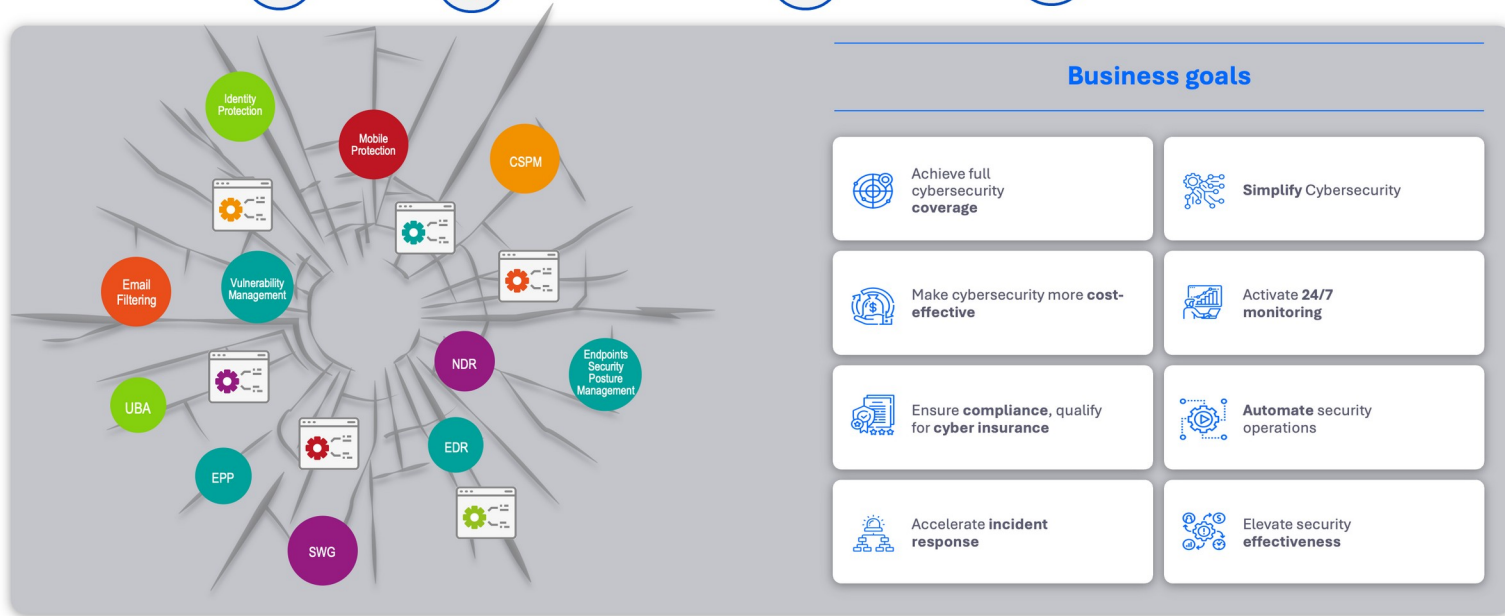 Identity
Protection
Mobile
Protection
CSPM
Email
Filtering
Vulnerability
Management
NDR
Endpoints
Security
Posture
Management
UBA
EDR
EPP
SWG
Business goals
Achieve full
cybersecurity
coverage
Simplify Cybersecurity
Make cybersecurity more cost-
effective
Activate 24/7
monitoring
Ensure compliance, qualify
for cyber insurance
Automate security
operations
Accelerate incident
response
Elevate security
effectiveness